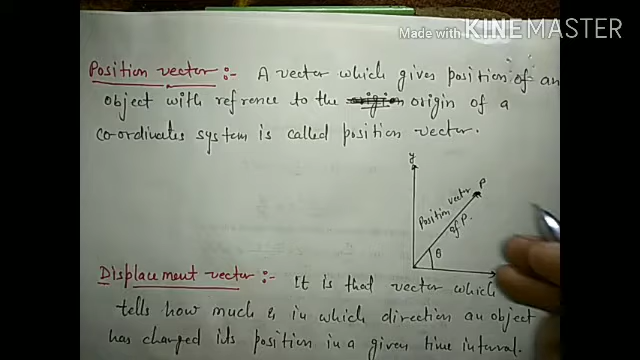 Made with KINEMASTER
Position vector :- A vector which gives position of an
object with refrence to the origin of a
co-ordinates system is called position vector.
y
P
Position vector
of P.
θ
Displacement vector :- It is that vector which
tells how much & in which direction an object
has changed its position in a given time interval.